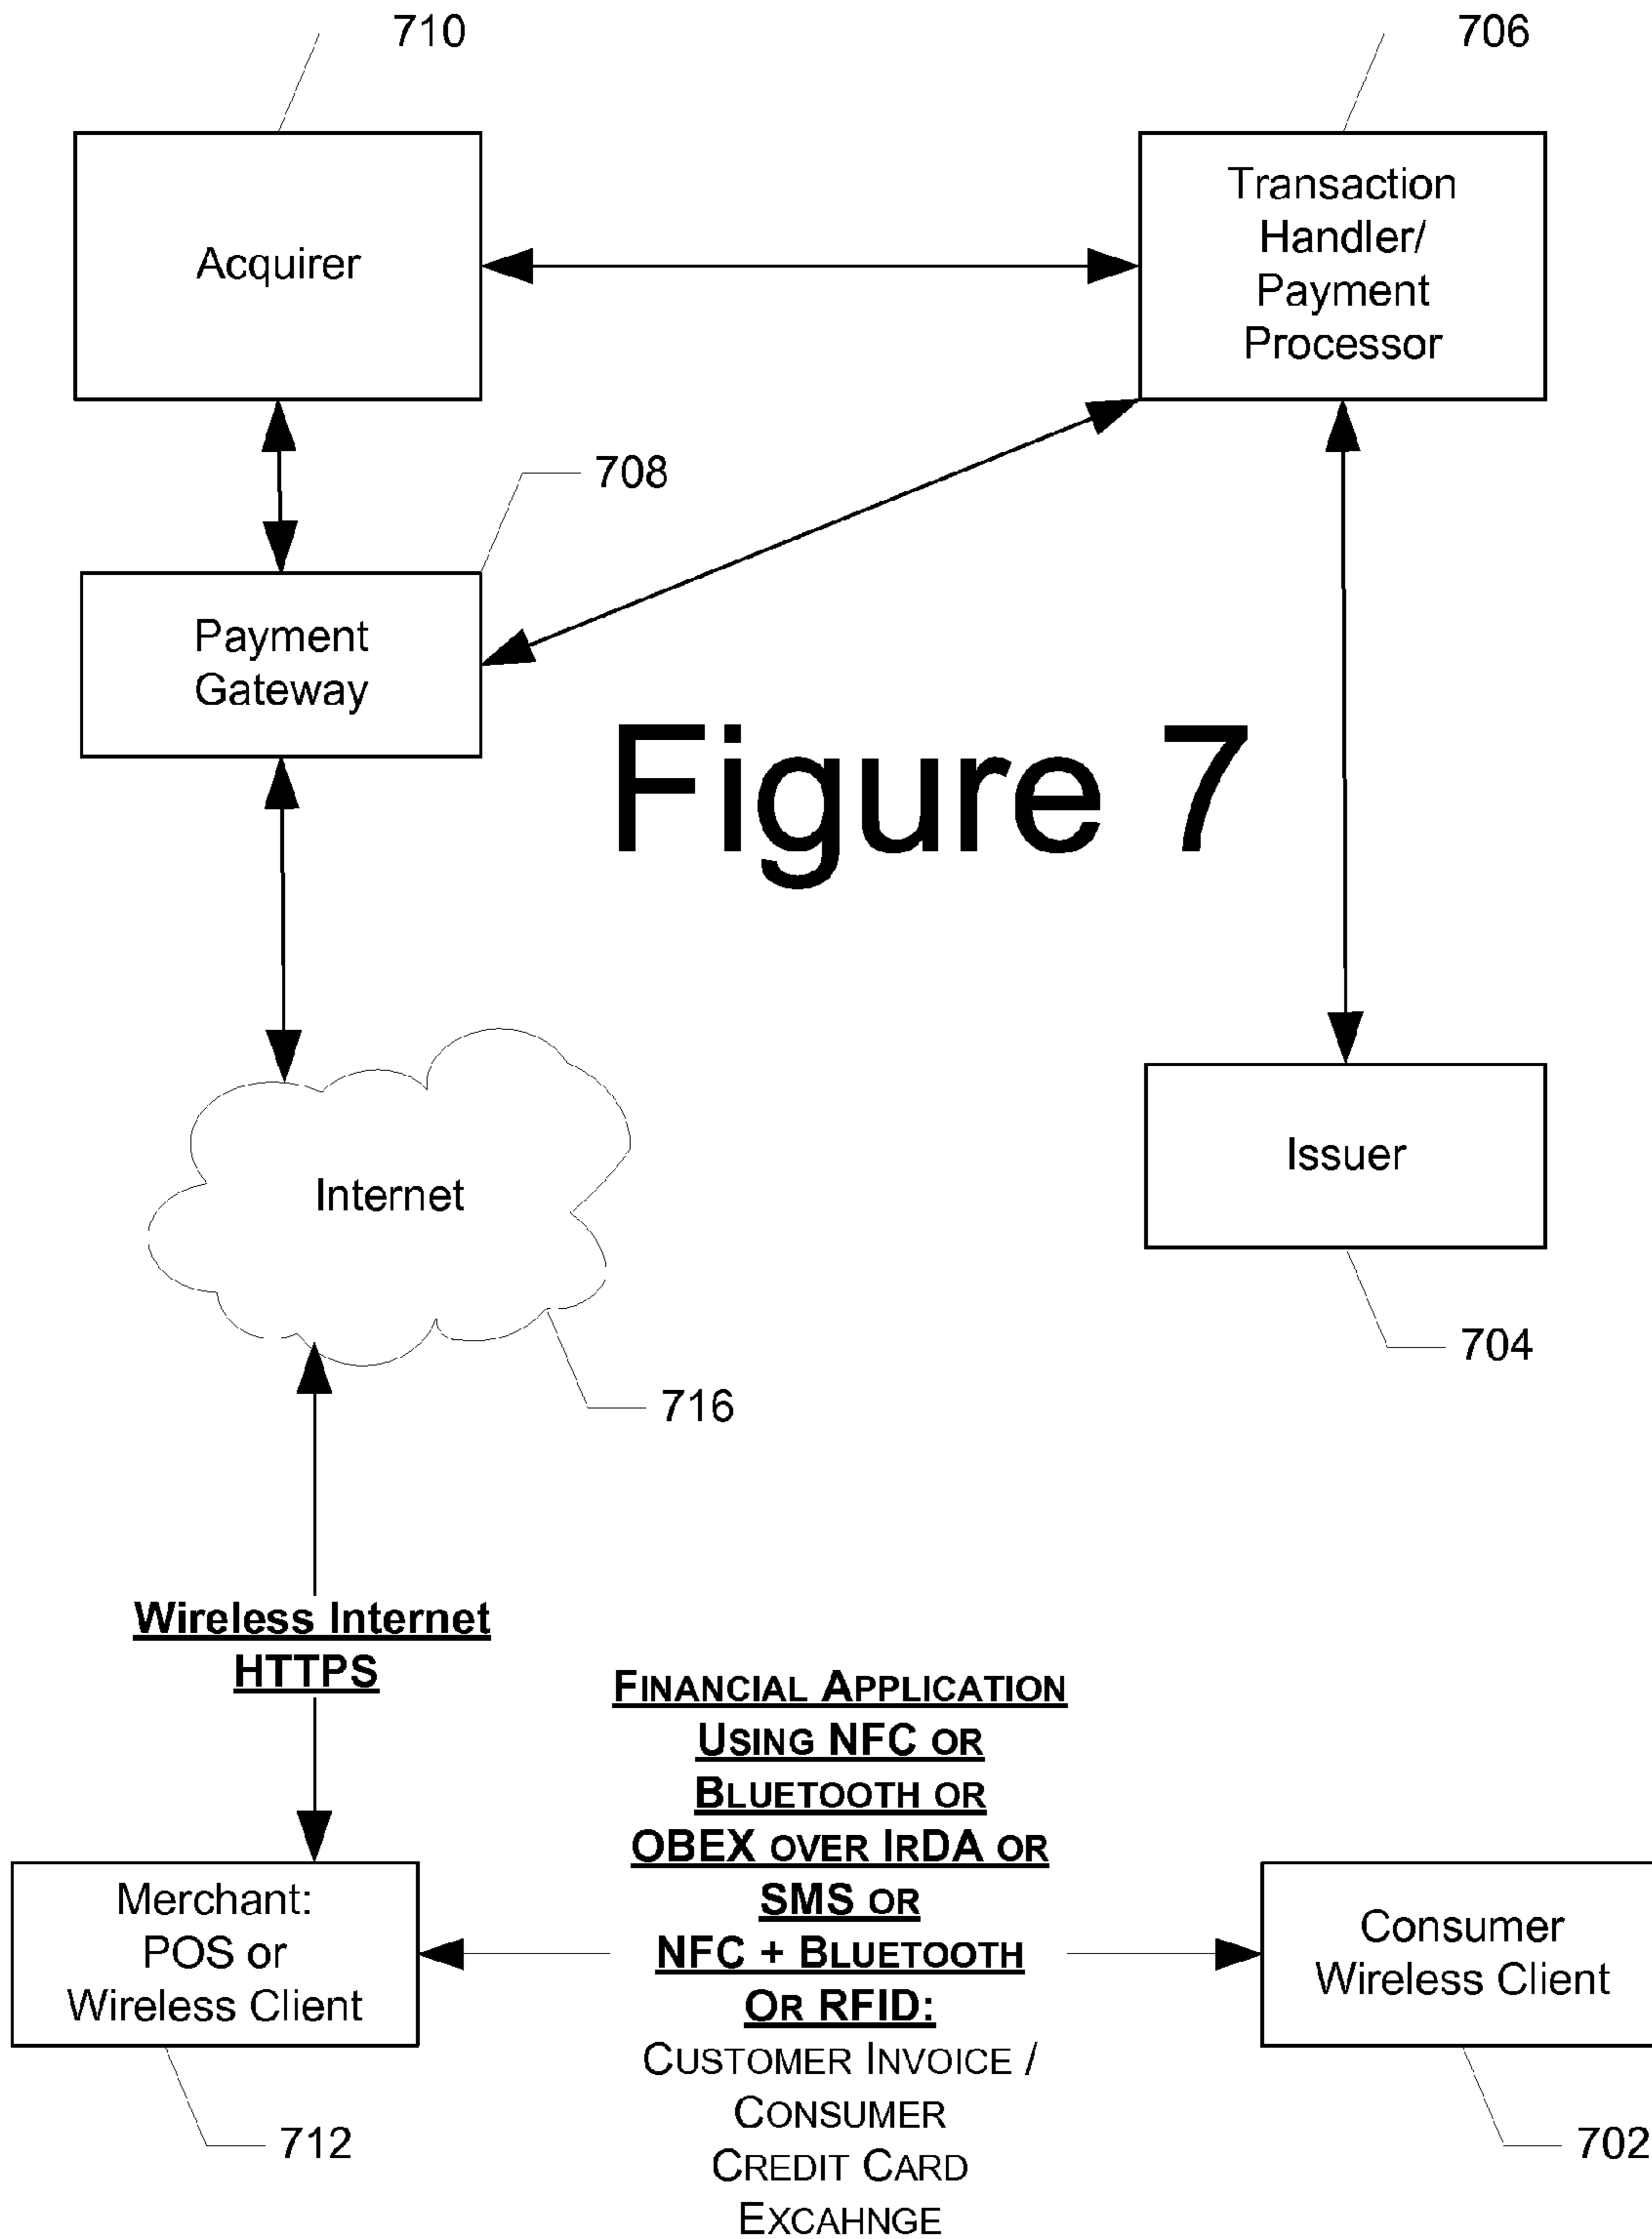 710
706
Acquirer
Transaction
Handler/
Payment
Processor
708
Payment
Gateway
Figure 7
Internet
Issuer
704
716
Wireless Internet
HTTPS
FINANCIAL APPLICATION
USING NFC OR
BLUETOOTH OR
OBEX OVER IRDA OR
SMS OR
NFC + BLUETOOTH
OR RFID:
CUSTOMER INVOICE /
CONSUMER
CREDIT CARD
EXCAHNGE
Merchant:
POS or
Wireless Client
Consumer
Wireless Client
712
702